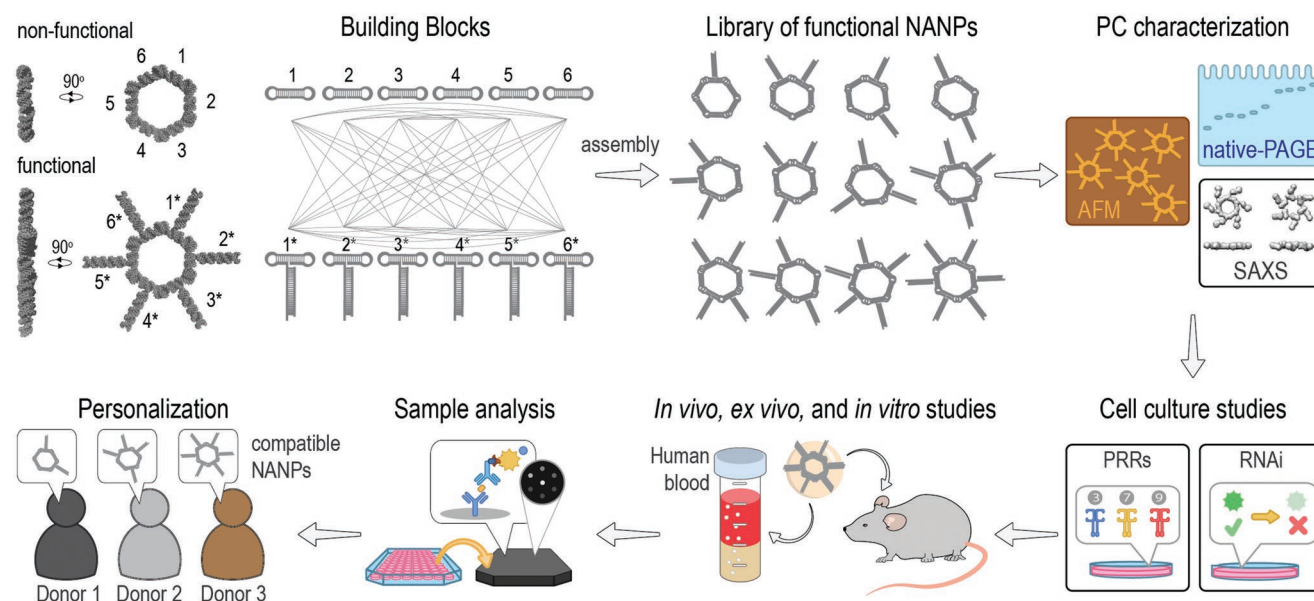 non-functional
90°
6 1
5 2
4 3
functional
90°
1*
6*
2*
5*
3*
4*
Building Blocks
1 2 3 4 5 6
1* 2* 3* 4* 5* 6*
assembly
Library of functional NANPs
PC characterization
native-PAGE
AFM
SAXS
Personalization
compatible
NANPs
Donor 1 Donor 2 Donor 3
Sample analysis
In vivo, ex vivo, and in vitro studies
Human
blood
Cell culture studies
PRRs
3 7 9
RNAi